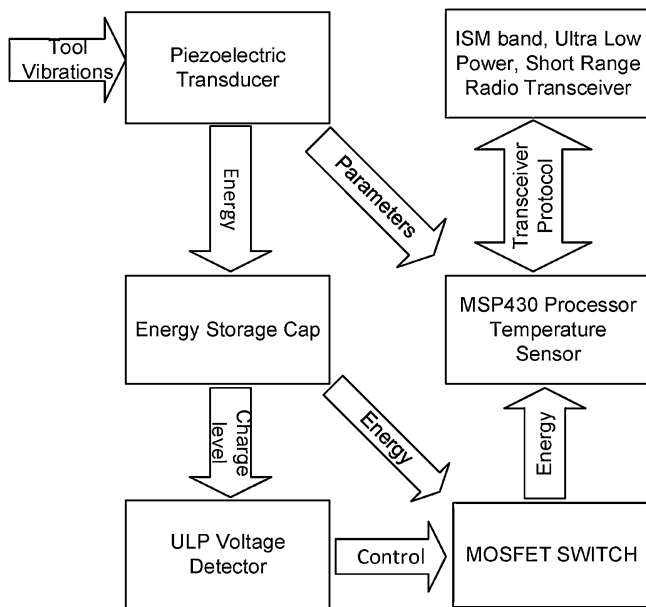 Tool
Vibrations
Piezoelectric
Transducer
ISM band, Ultra Low
Power, Short Range
Radio Transceiver
Energy
Parameters
Transceiver
Protocol
Energy Storage Cap
MSP430 Processor
Temperature
Sensor
Charge
level
Energy
Energy
ULP Voltage
Detector
Control
MOSFET SWITCH